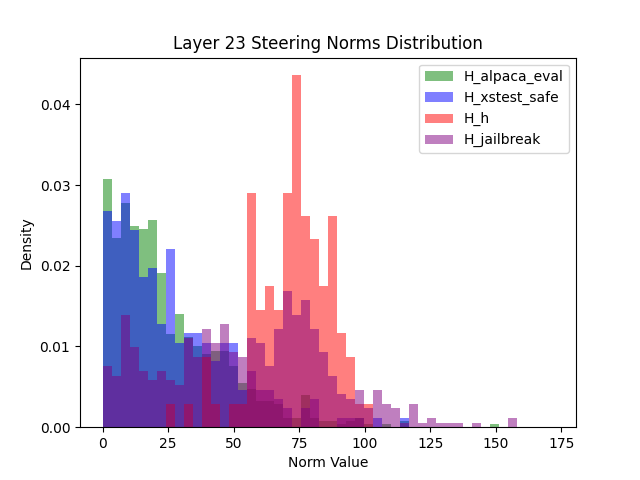 Layer 23 Steering Norms Distribution
H_alpaca_eval
H_xstest_safe
H_h
H_jailbreak
0.04
0.03
0.02
0.01
0.00
Density
0 25 50 75 100 125 150 175
Norm Value